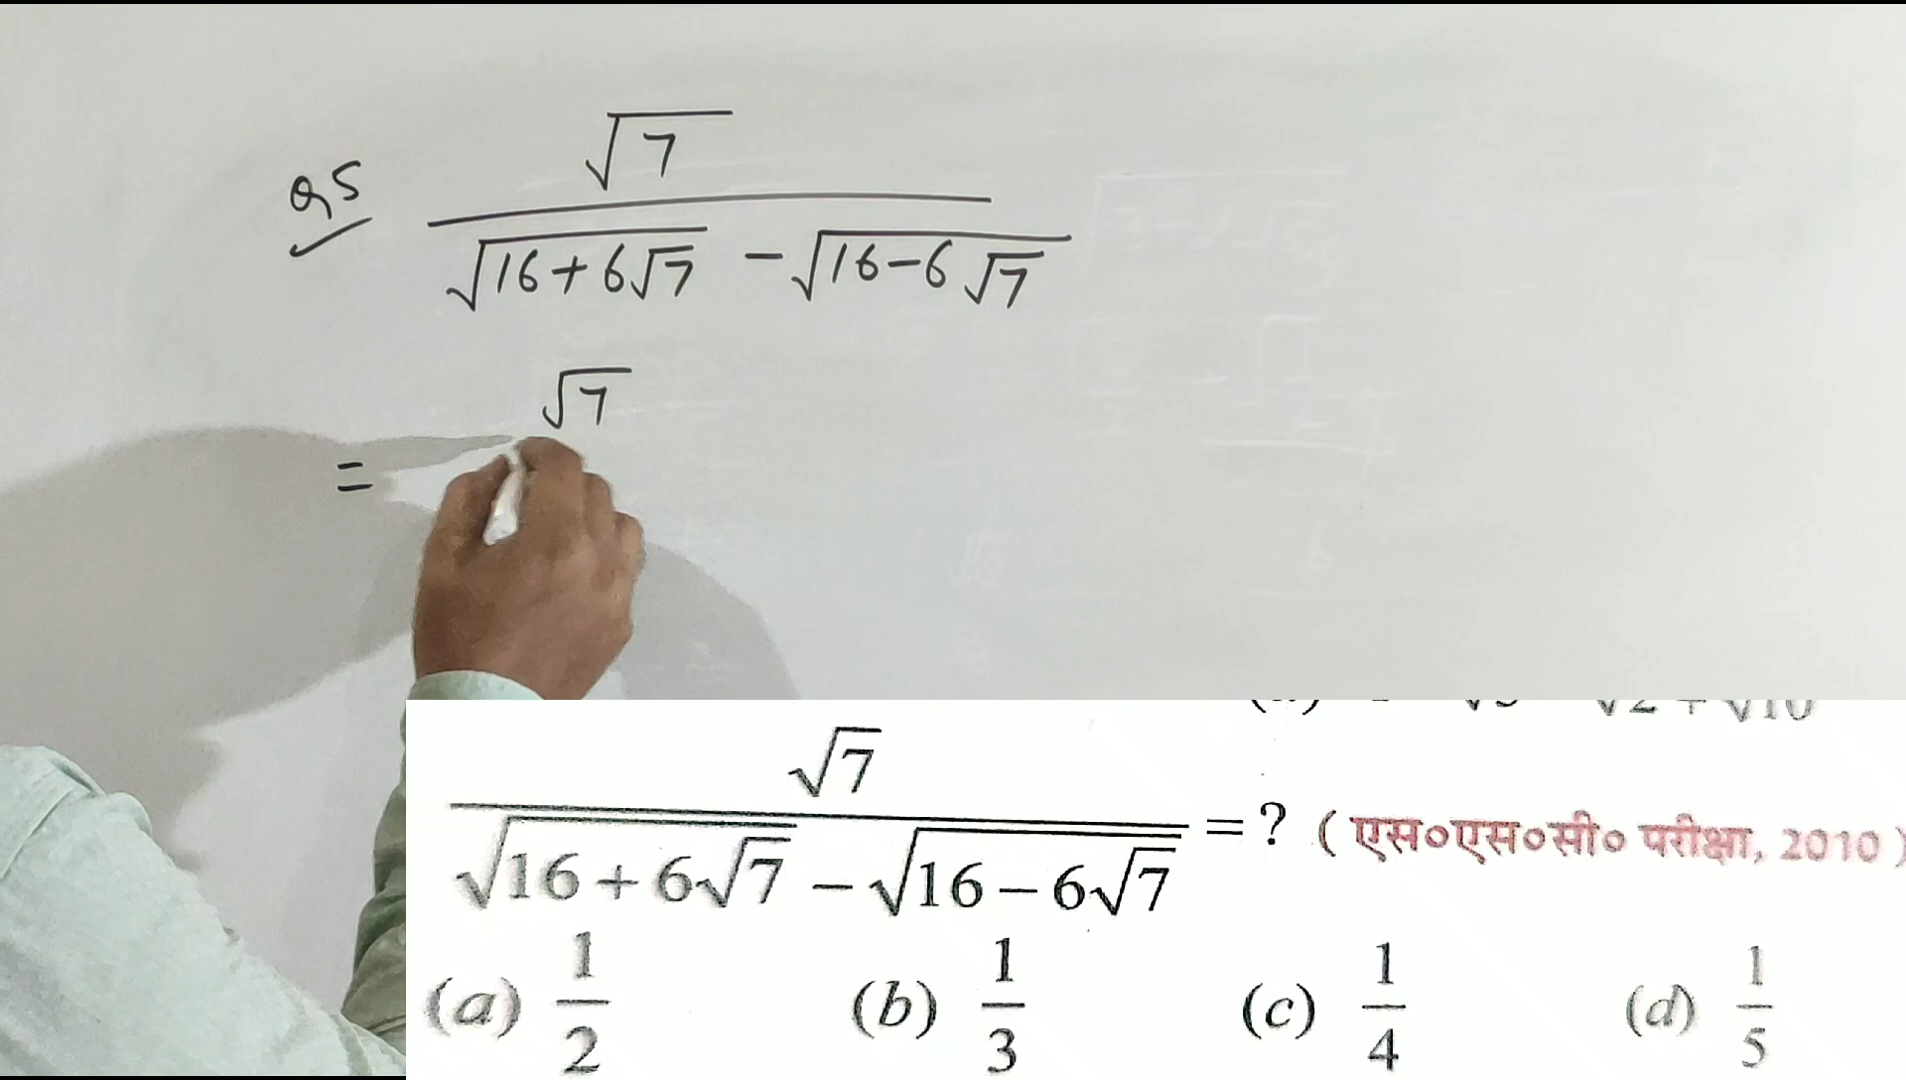 Q5 √7 / (√(16+6√7) - √(16-6√7))
= √7
√7 / (√(16 + 6√7) - √(16 - 6√7)) = ? ( एस०एस०सी० परीक्षा, 2010 )
(a) 1/2 (b) 1/3 (c) 1/4 (d) 1/5